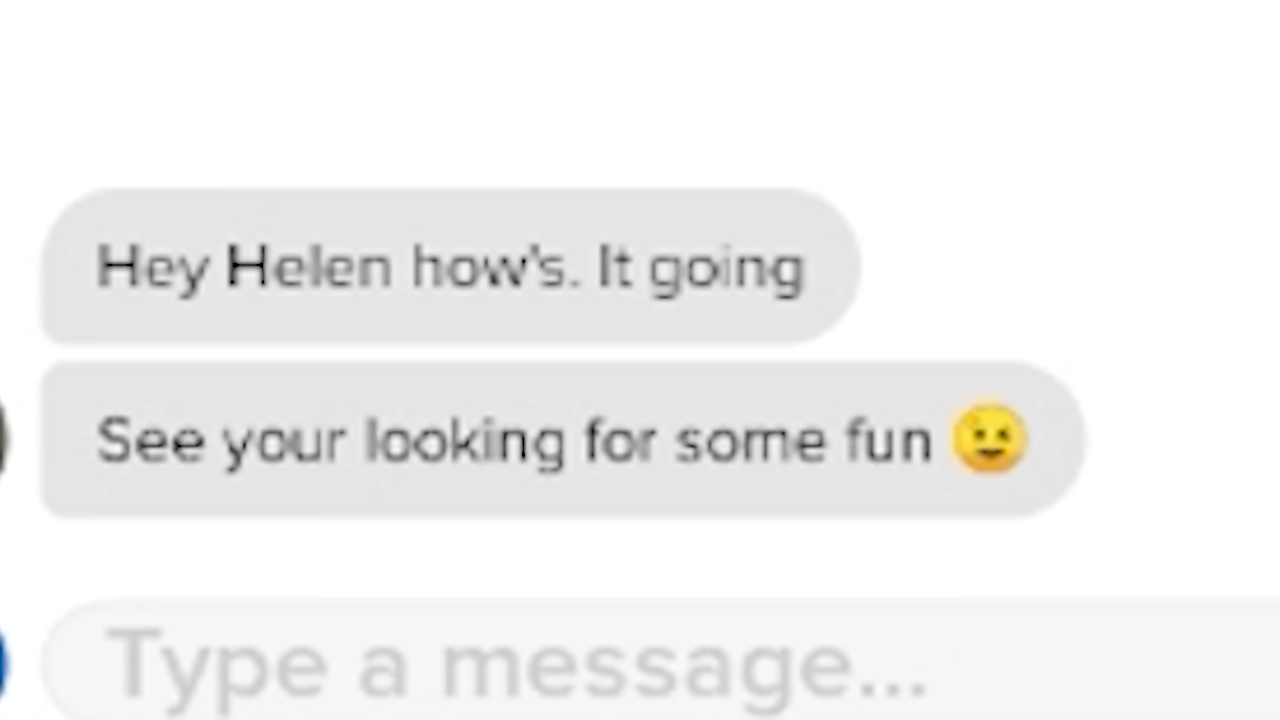 Hey Helen how's. It going
See your looking for some fun 😉
Type a message...